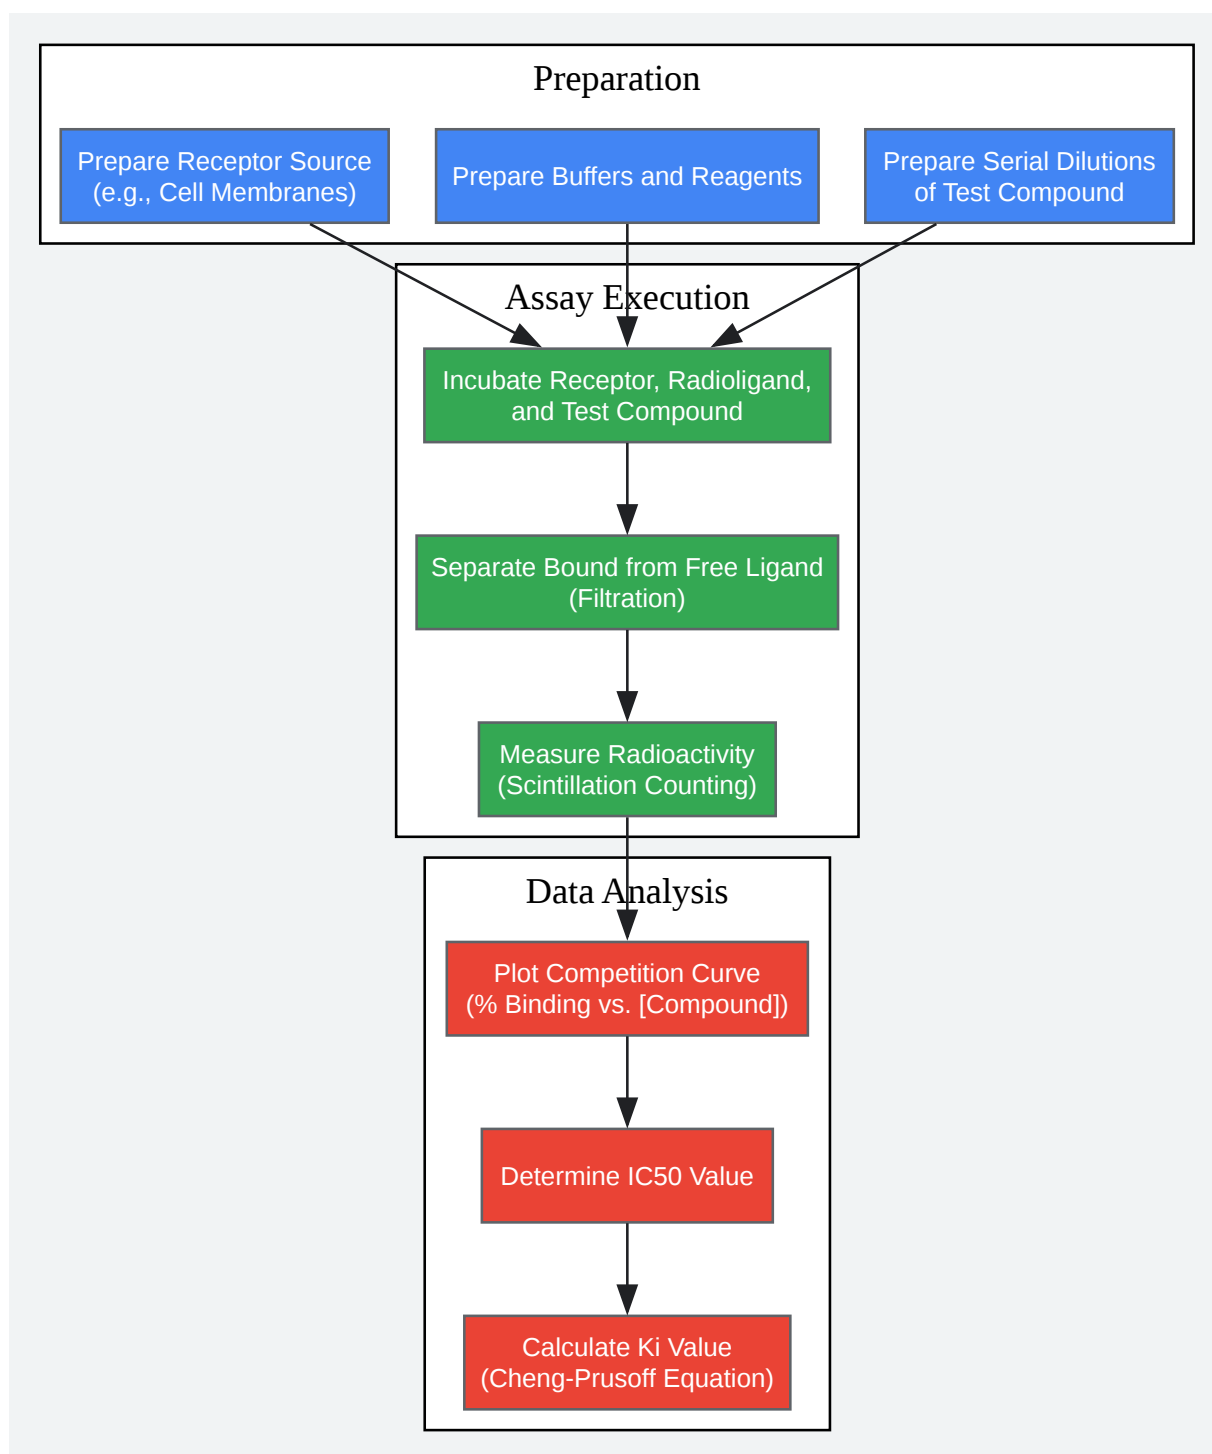 Preparation
Prepare Receptor Source
(e.g., Cell Membranes)
Prepare Buffers and Reagents
Prepare Serial Dilutions
of Test Compound
Assay Execution
Incubate Receptor, Radioligand,
and Test Compound
Separate Bound from Free Ligand
(Filtration)
Measure Radioactivity
(Scintillation Counting)
Data Analysis
Plot Competition Curve
(% Binding vs. [Compound])
Determine IC50 Value
Calculate Ki Value
(Cheng-Prusoff Equation)